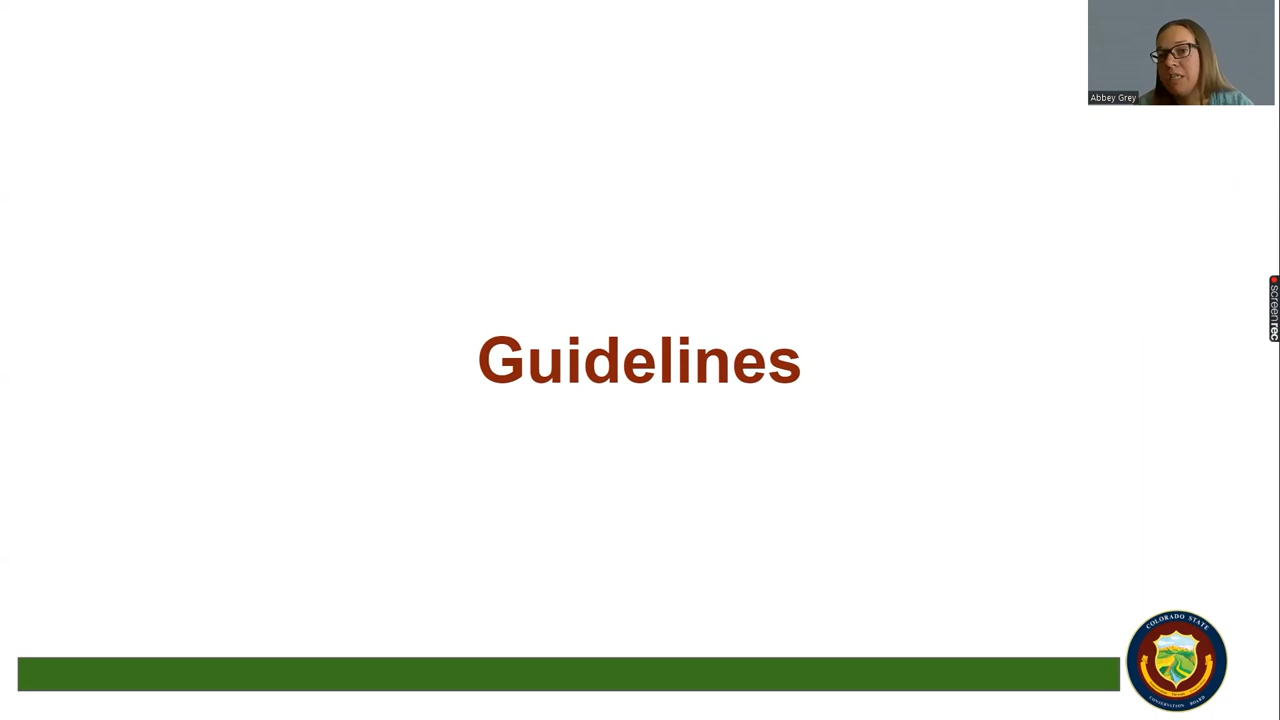 Abbey Grey
Guidelines
screenrec
COLORADO STATE
CONSERVATION BOARD